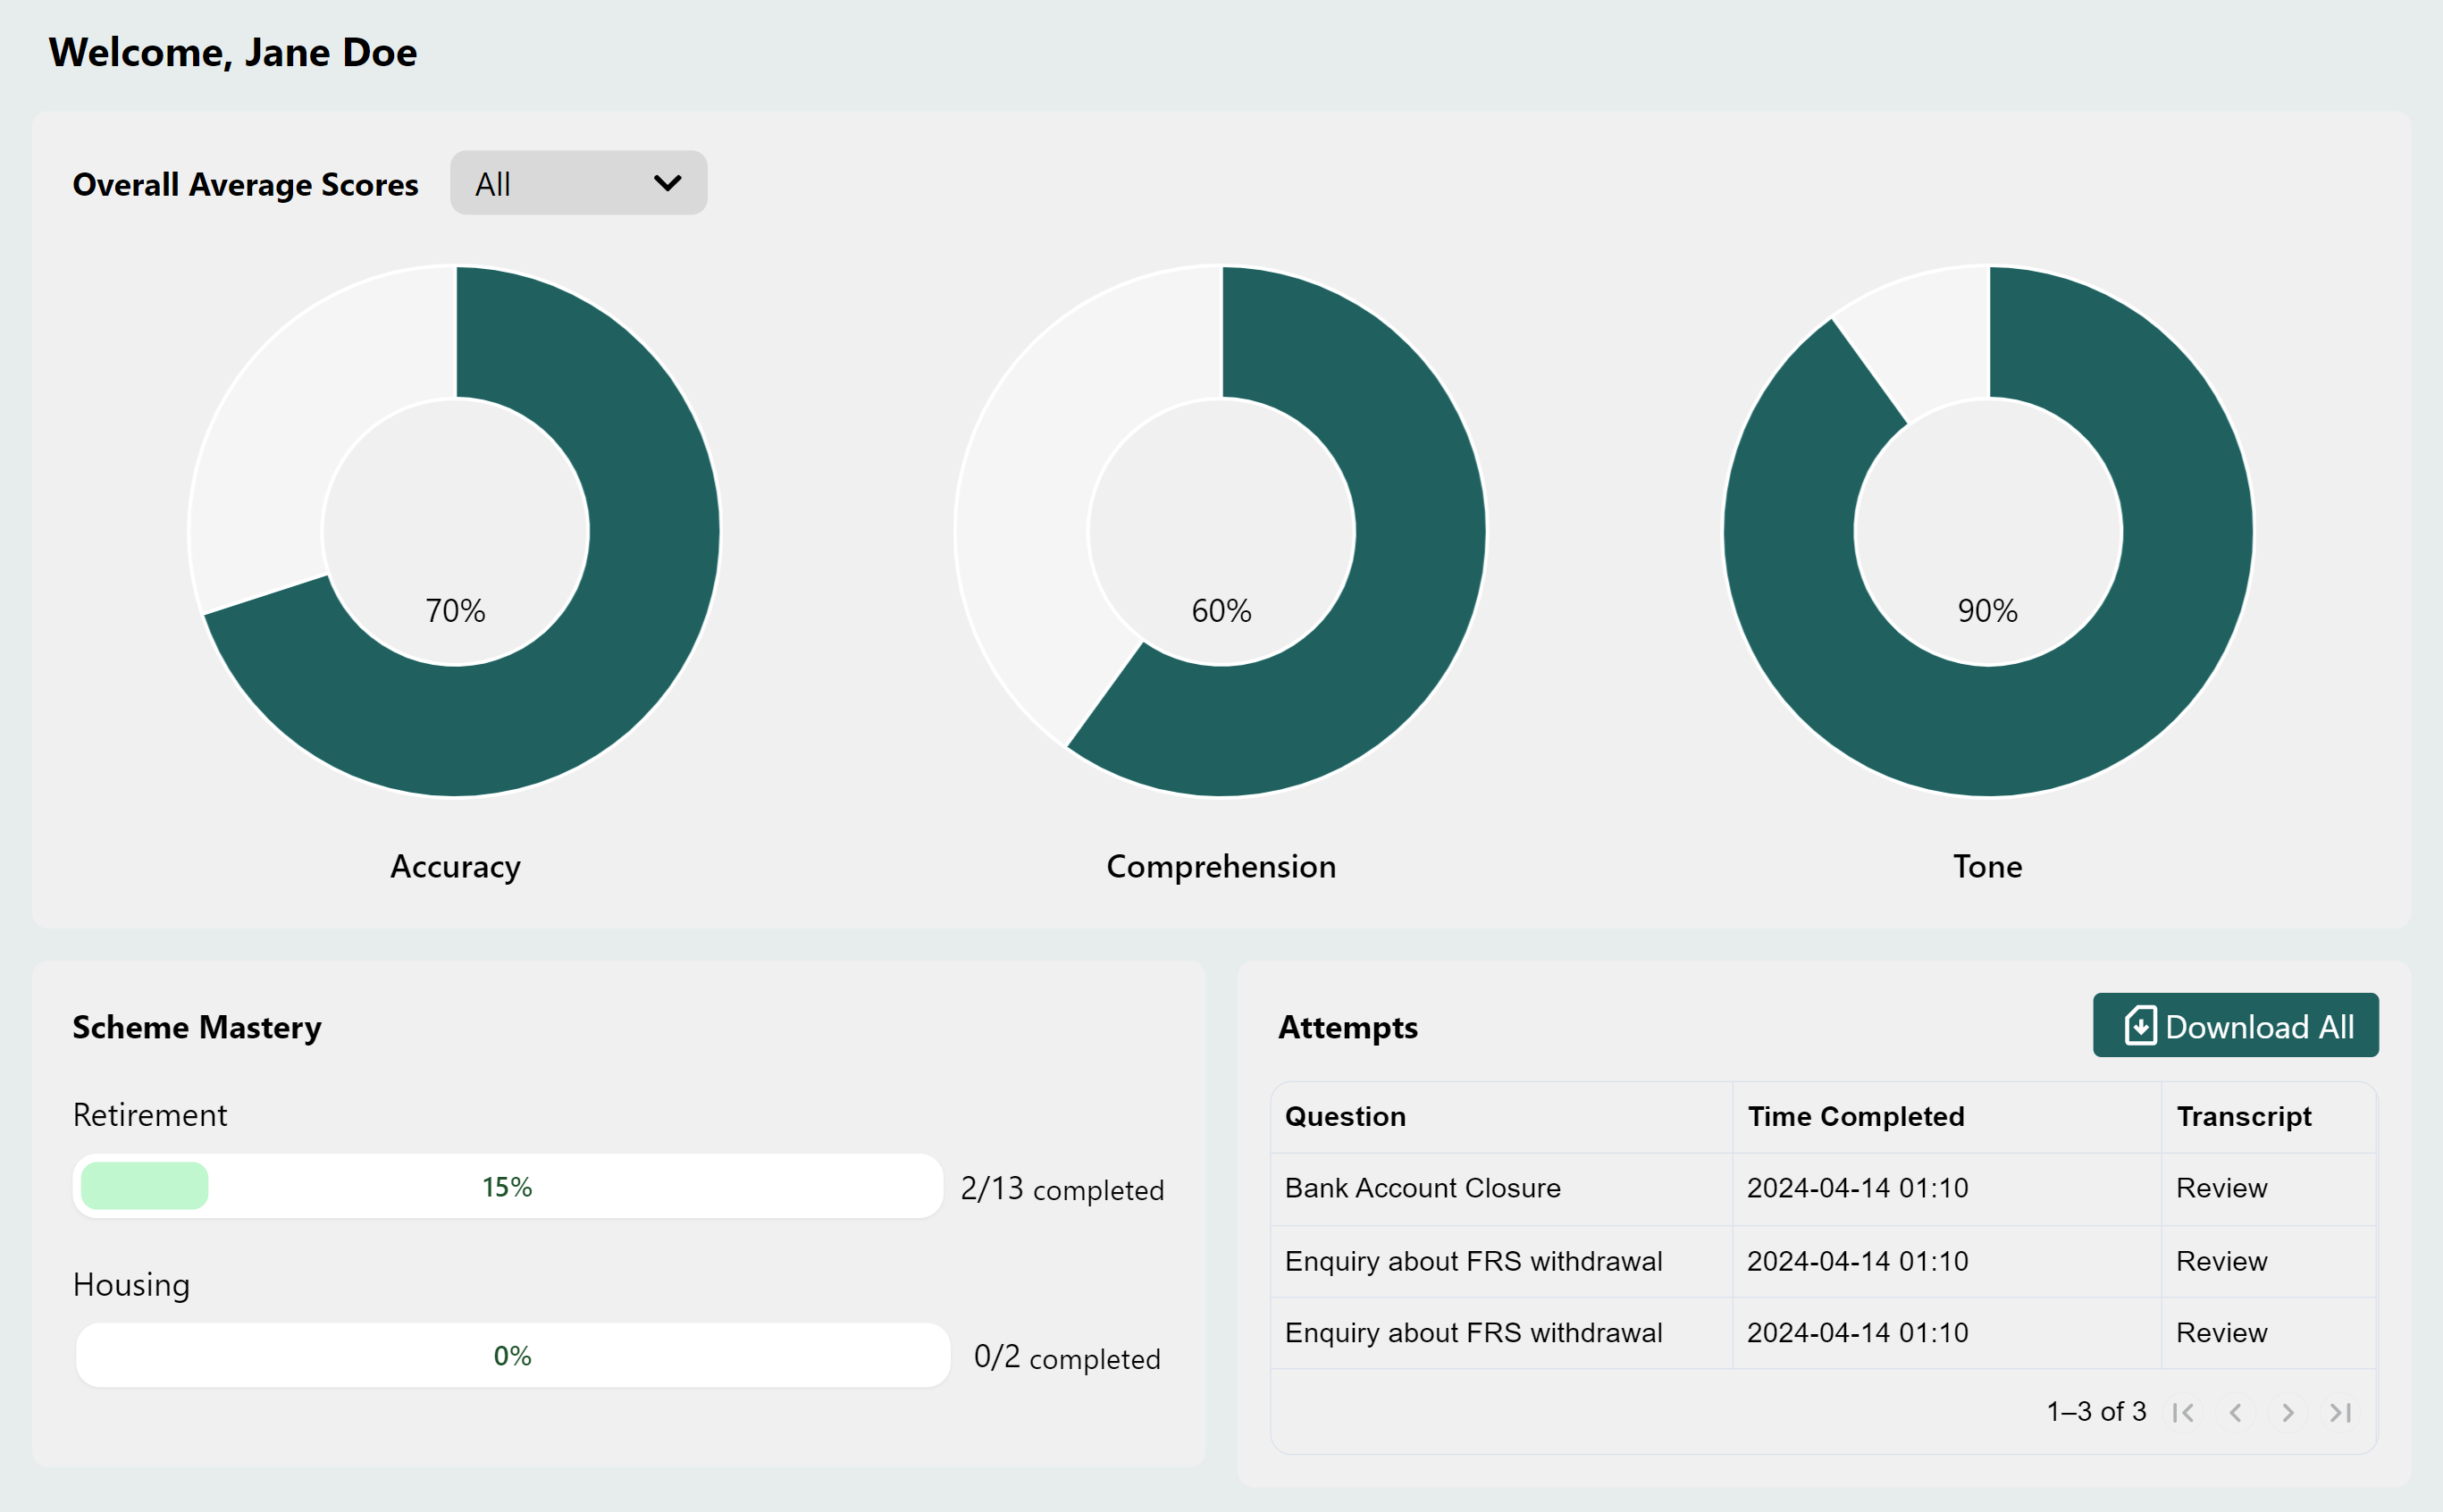 Welcome, Jane Doe
Overall Average Scores All
70% 60% 90%
Accuracy Comprehension Tone
Scheme Mastery
Retirement
15% 2/13 completed
Housing
0% 0/2 completed
Attempts Download All
Question Time Completed Transcript
Bank Account Closure 2024-04-14 01:10 Review
Enquiry about FRS withdrawal 2024-04-14 01:10 Review
Enquiry about FRS withdrawal 2024-04-14 01:10 Review
1–3 of 3